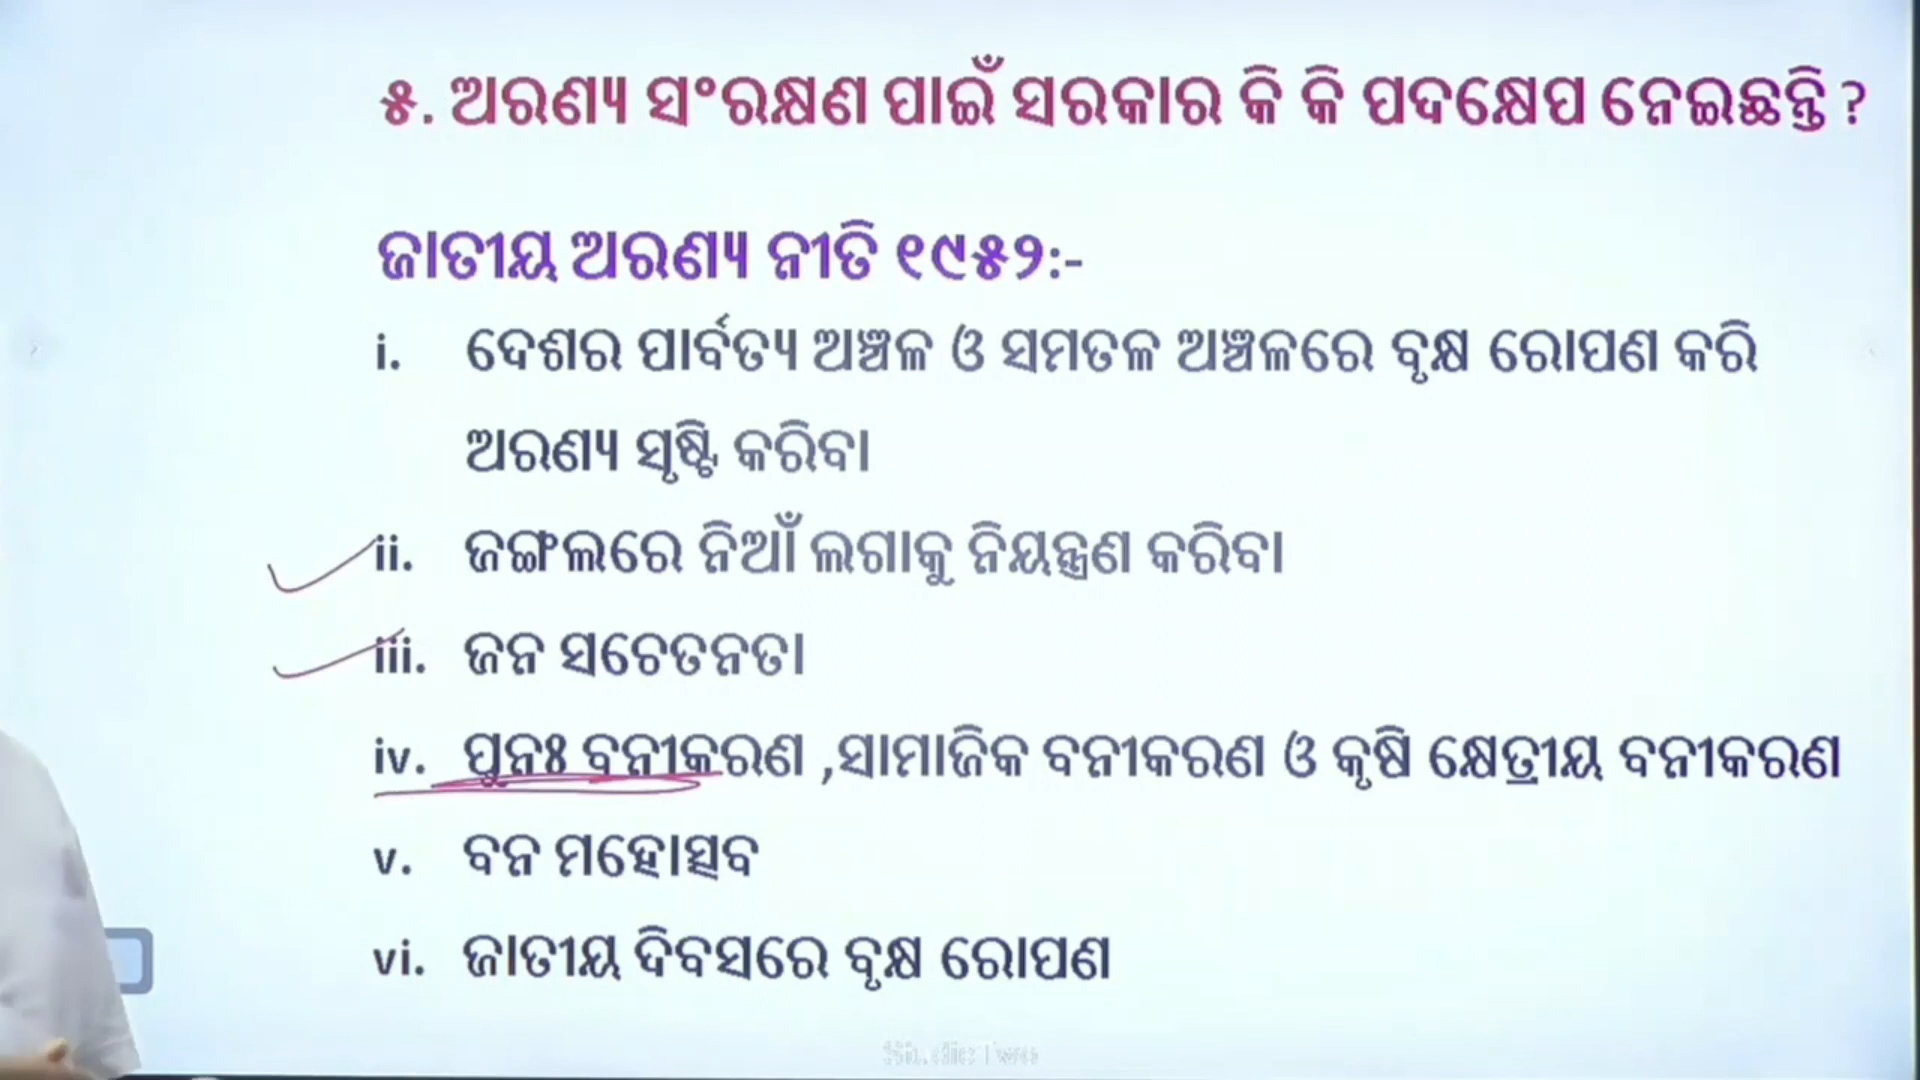 ୫. ଅରଣ୍ୟ ସଂରକ୍ଷଣ ପାଇଁ ସରକାର କି କି ପଦକ୍ଷେପ ନେଇଛନ୍ତି ?
ଜାତୀୟ ଅରଣ୍ୟ ନୀତି ୧୯୫୨:-
i. ଦେଶର ପାର୍ବତ୍ୟ ଅଞ୍ଚଳ ଓ ସମତଳ ଅଞ୍ଚଳରେ ବୃକ୍ଷ ରୋପଣ କରି
ଅରଣ୍ୟ ସୃଷ୍ଟି କରିବା
ii. ଜଙ୍ଗଲରେ ନିଆଁ ଲଗାକୁ ନିୟନ୍ତ୍ରଣ କରିବା
iii. ଜନ ସଚେତନତା
iv. ପୁନଃ ବନୀକରଣ ,ସାମାଜିକ ବନୀକରଣ ଓ କୃଷି କ୍ଷେତ୍ରୀୟ ବନୀକରଣ
v. ବନ ମହୋତ୍ସବ
vi. ଜାତୀୟ ଦିବସରେ ବୃକ୍ଷ ରୋପଣ